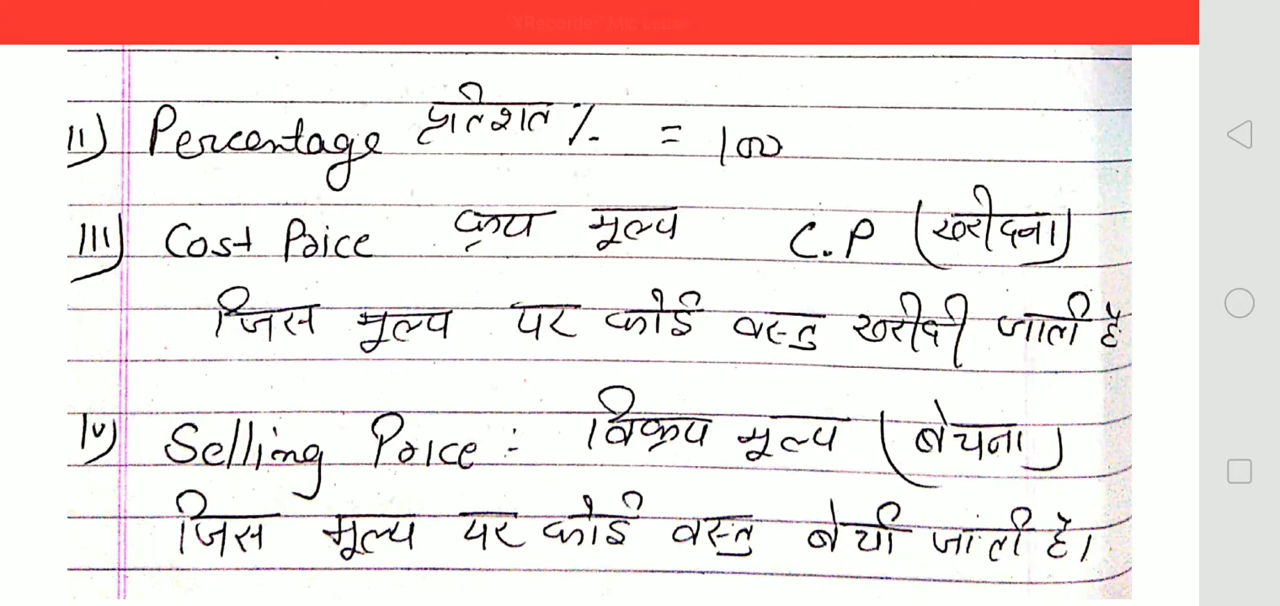 II) Percentage प्रतिशत % = 100
III) Cost Price क्रय मूल्य C.P (खरीदना)
जिस मूल्य पर कोई वस्तु खरीदी जाती है
IV) Selling Price :- विक्रय मूल्य (बेचना)
जिस मूल्य पर कोई वस्तु बेची जाती है।